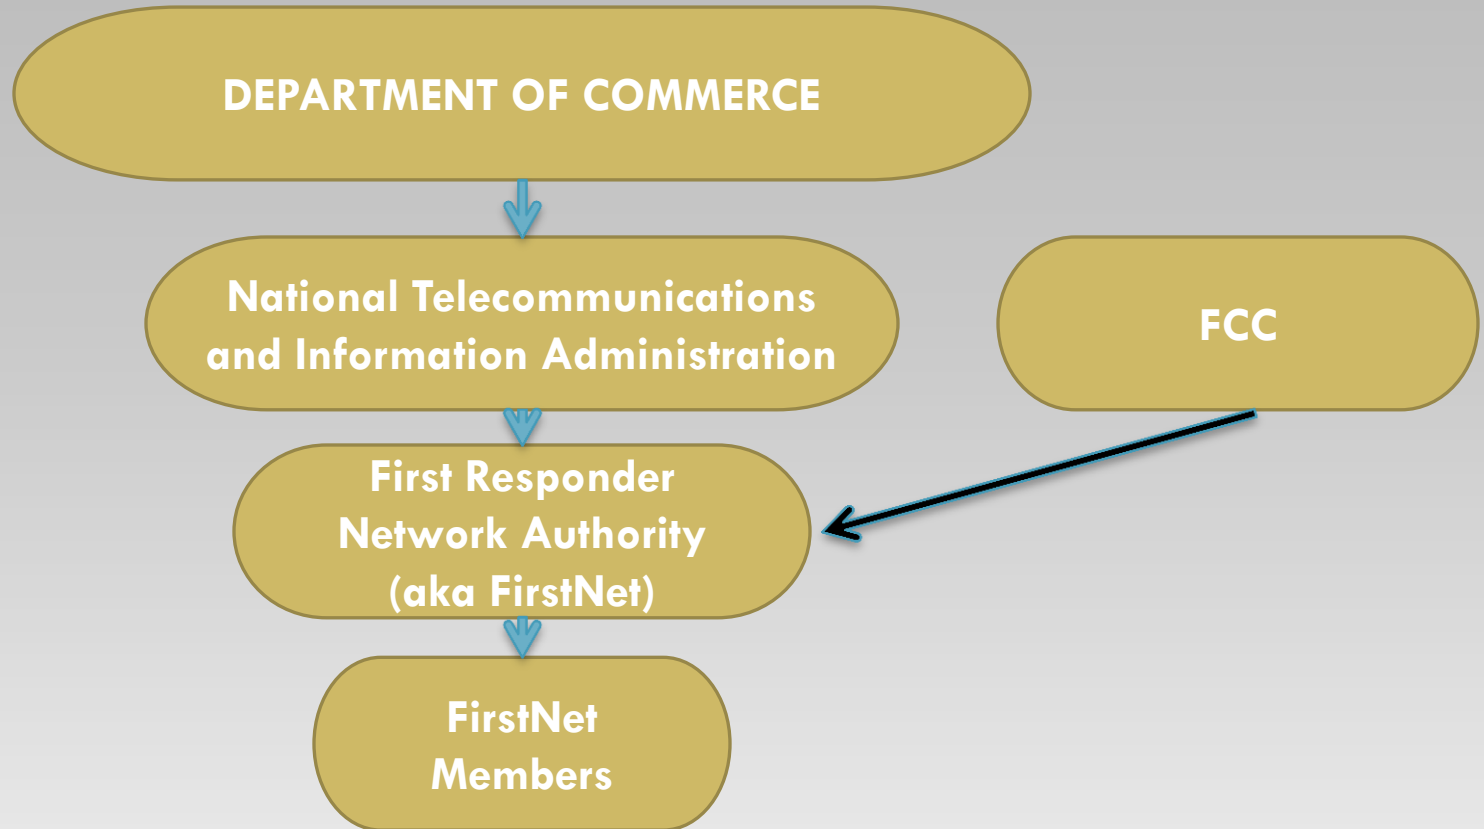 DEPARTMENT OF COMMERCE
National Telecommunications
and Information Administration
FCC
First Responder
Network Authority
(aka FirstNet)
FirstNet
Members